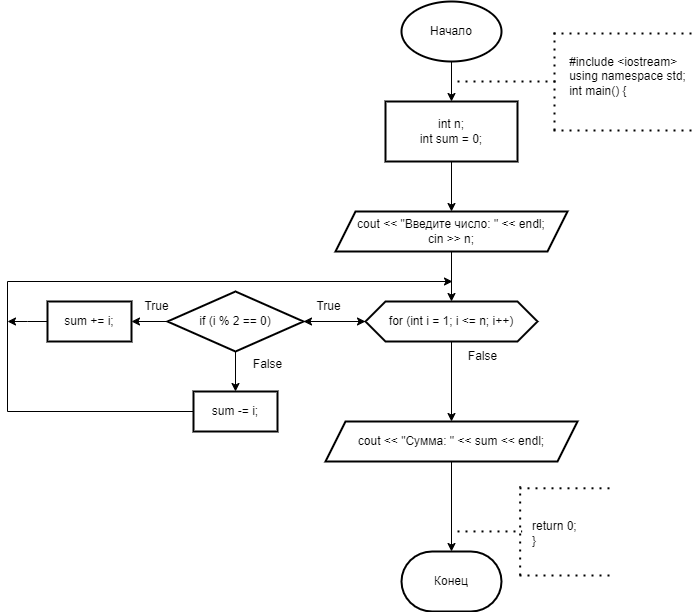 Начало
#include <iostream>
using namespace std;
int main() {
int n;
int sum = 0;
cout << "Введите число: " << endl;
cin >> n;
True
True
sum += i;
if (i % 2 == 0)
for (int i = 1; i <= n; i++)
False
False
sum -= i;
cout << "Сумма: " << sum << endl;
return 0;
}
Конец